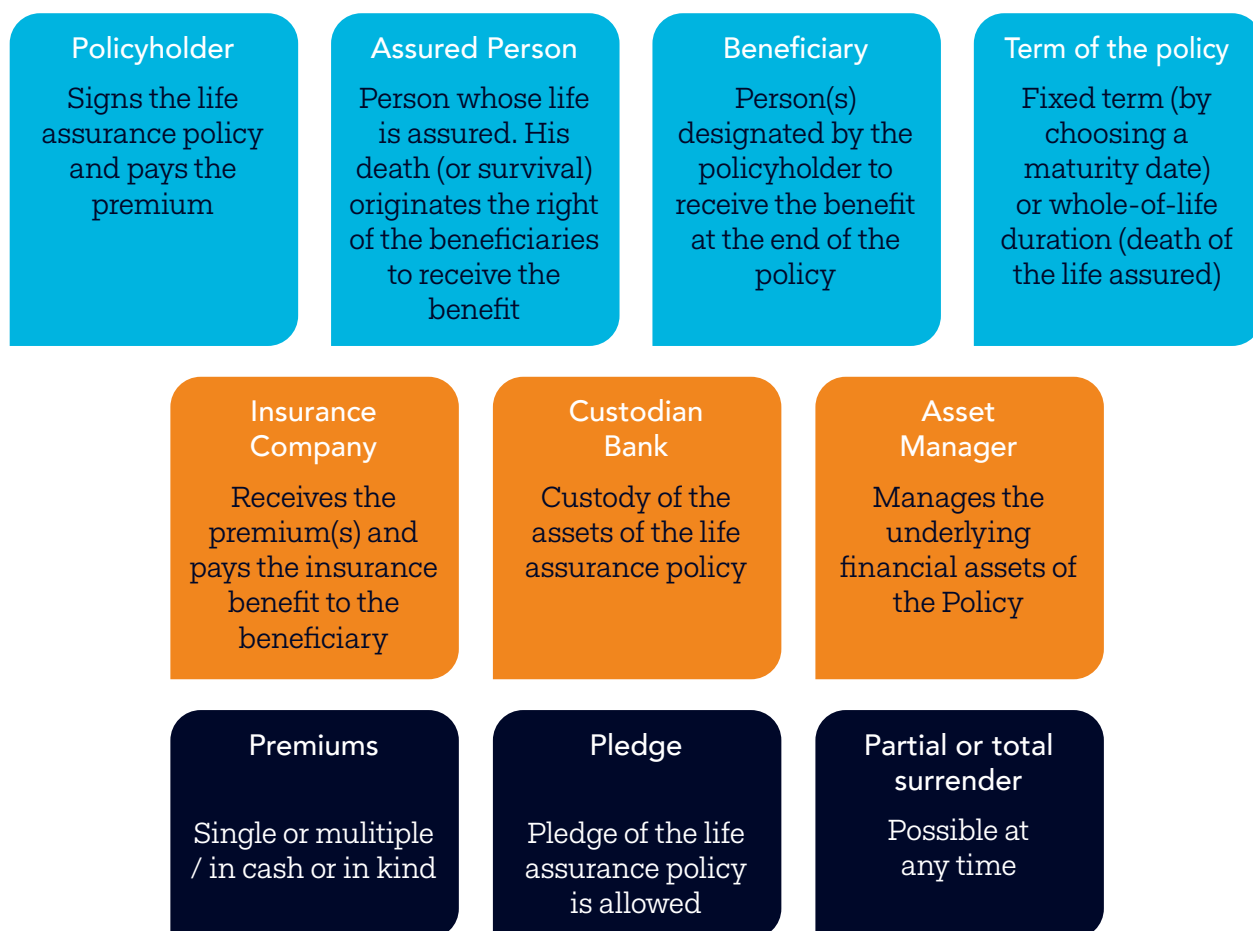 Policyholder
Signs the life
assurance policy
and pays the
premium
Assured Person
Person whose life
is assured. His
death (or survival)
originates the right
of the beneficiaries
to receive the
benefit
Beneficiary
Person(s)
designated by the
policyholder to
receive the benefit
at the end of the
policy
Term of the policy
Fixed term (by
choosing a
maturity date)
or whole-of-life
duration (death of
the life assured)
Insurance
Company
Receives the
premium(s) and
pays the insurance
benefit to the
beneficiary
Custodian
Bank
Custody of the
assets of the life
assurance policy
Asset
Manager
Manages the
underlying
financial assets of
the Policy
Premiums
Single or mulitiple
/ in cash or in kind
Pledge
Pledge of the life
assurance policy
is allowed
Partial or total
surrender
Possible at
any time